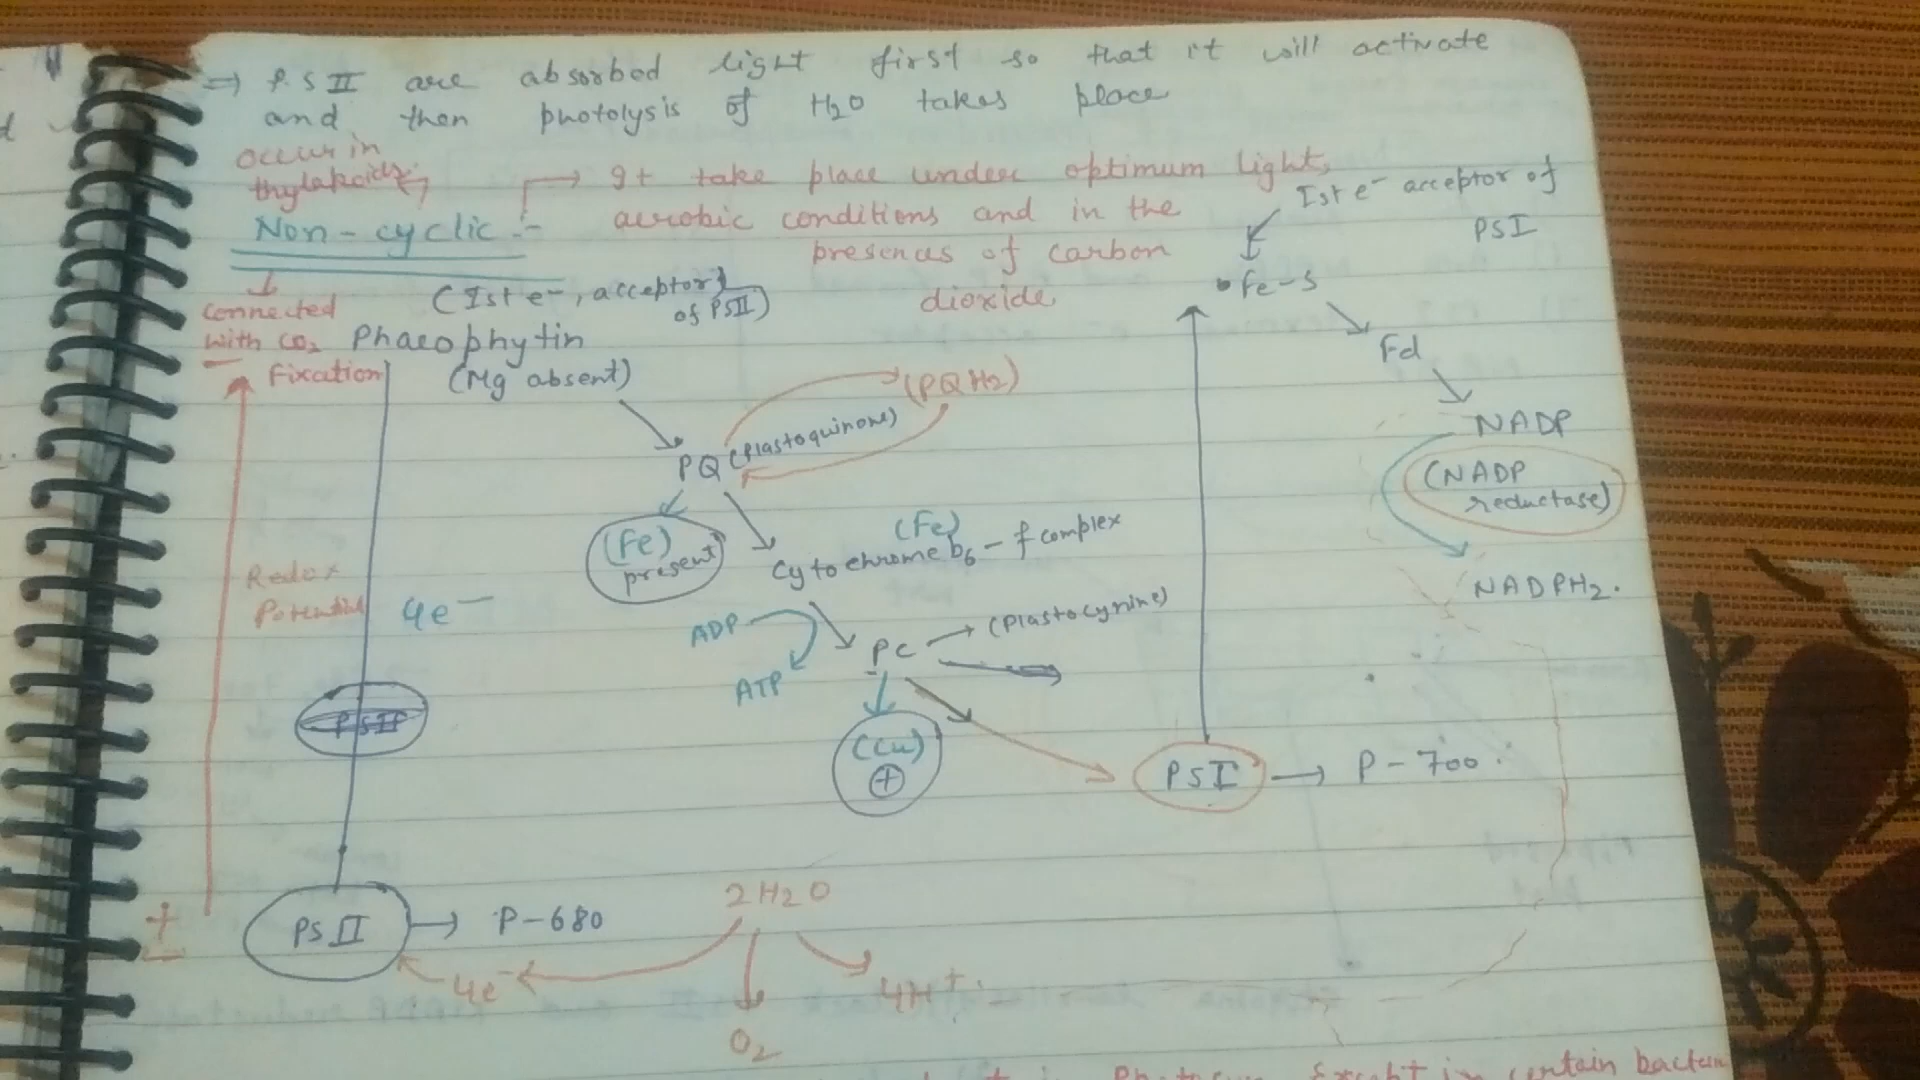 ⇒ P.S II are absorbed light first so that it will activate
and then photolysis of H2O takes place
occur in
thylakoids
→ It take place under optimum light,
Non-cyclic :-
aerobic conditions and in the
presences of carbon
dioxide
Ist e- acceptor of
PSI
Connected
with CO2
Fixation
(Ist e-, acceptor
of PSII)
Phaeophytin
(Mg absent)
Fe-S
Fd
NADP
(NADP
reductase)
NADPH2.
(PQH2)
PQ (Plastoquinone)
(Fe)
present
(Fe)
Cytochrome b6-f complex
Redox
Potential
4e-
ADP
ATP
PC → (Plastocynine)
(Cu)
+
PSII
PSI → P-700.
+
PS II → P-680
2H2O
4e-
4H+
O2
certain bacteria